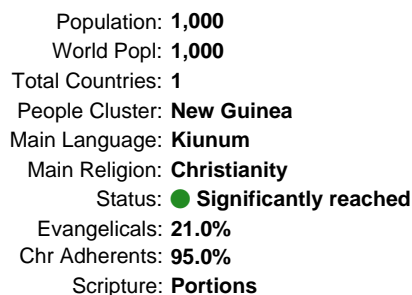 Population: 1,000
World Popl: 1,000
Total Countries: 1
People Cluster: New Guinea
Main Language: Kiunum
Main Religion: Christianity
Status: Significantly reached
Evangelicals: 21.0%
Chr Adherents: 95.0%
Scripture: Portions